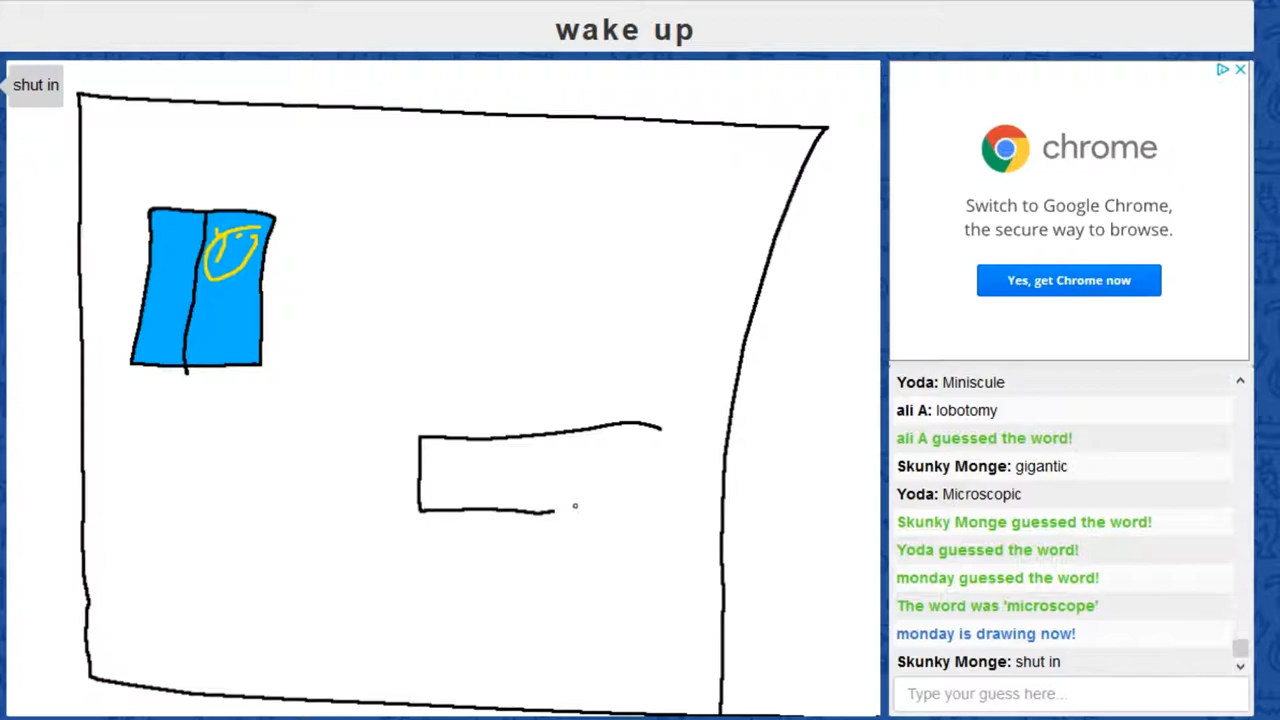 wake up
shut in
chrome
Switch to Google Chrome,
the secure way to browse.
Yes, get Chrome now
Yoda: Miniscule
ali A: lobotomy
ali A guessed the word!
Skunky Monge: gigantic
Yoda: Microscopic
Skunky Monge guessed the word!
Yoda guessed the word!
monday guessed the word!
The word was 'microscope'
monday is drawing now!
Skunky Monge: shut in
Type your guess here...